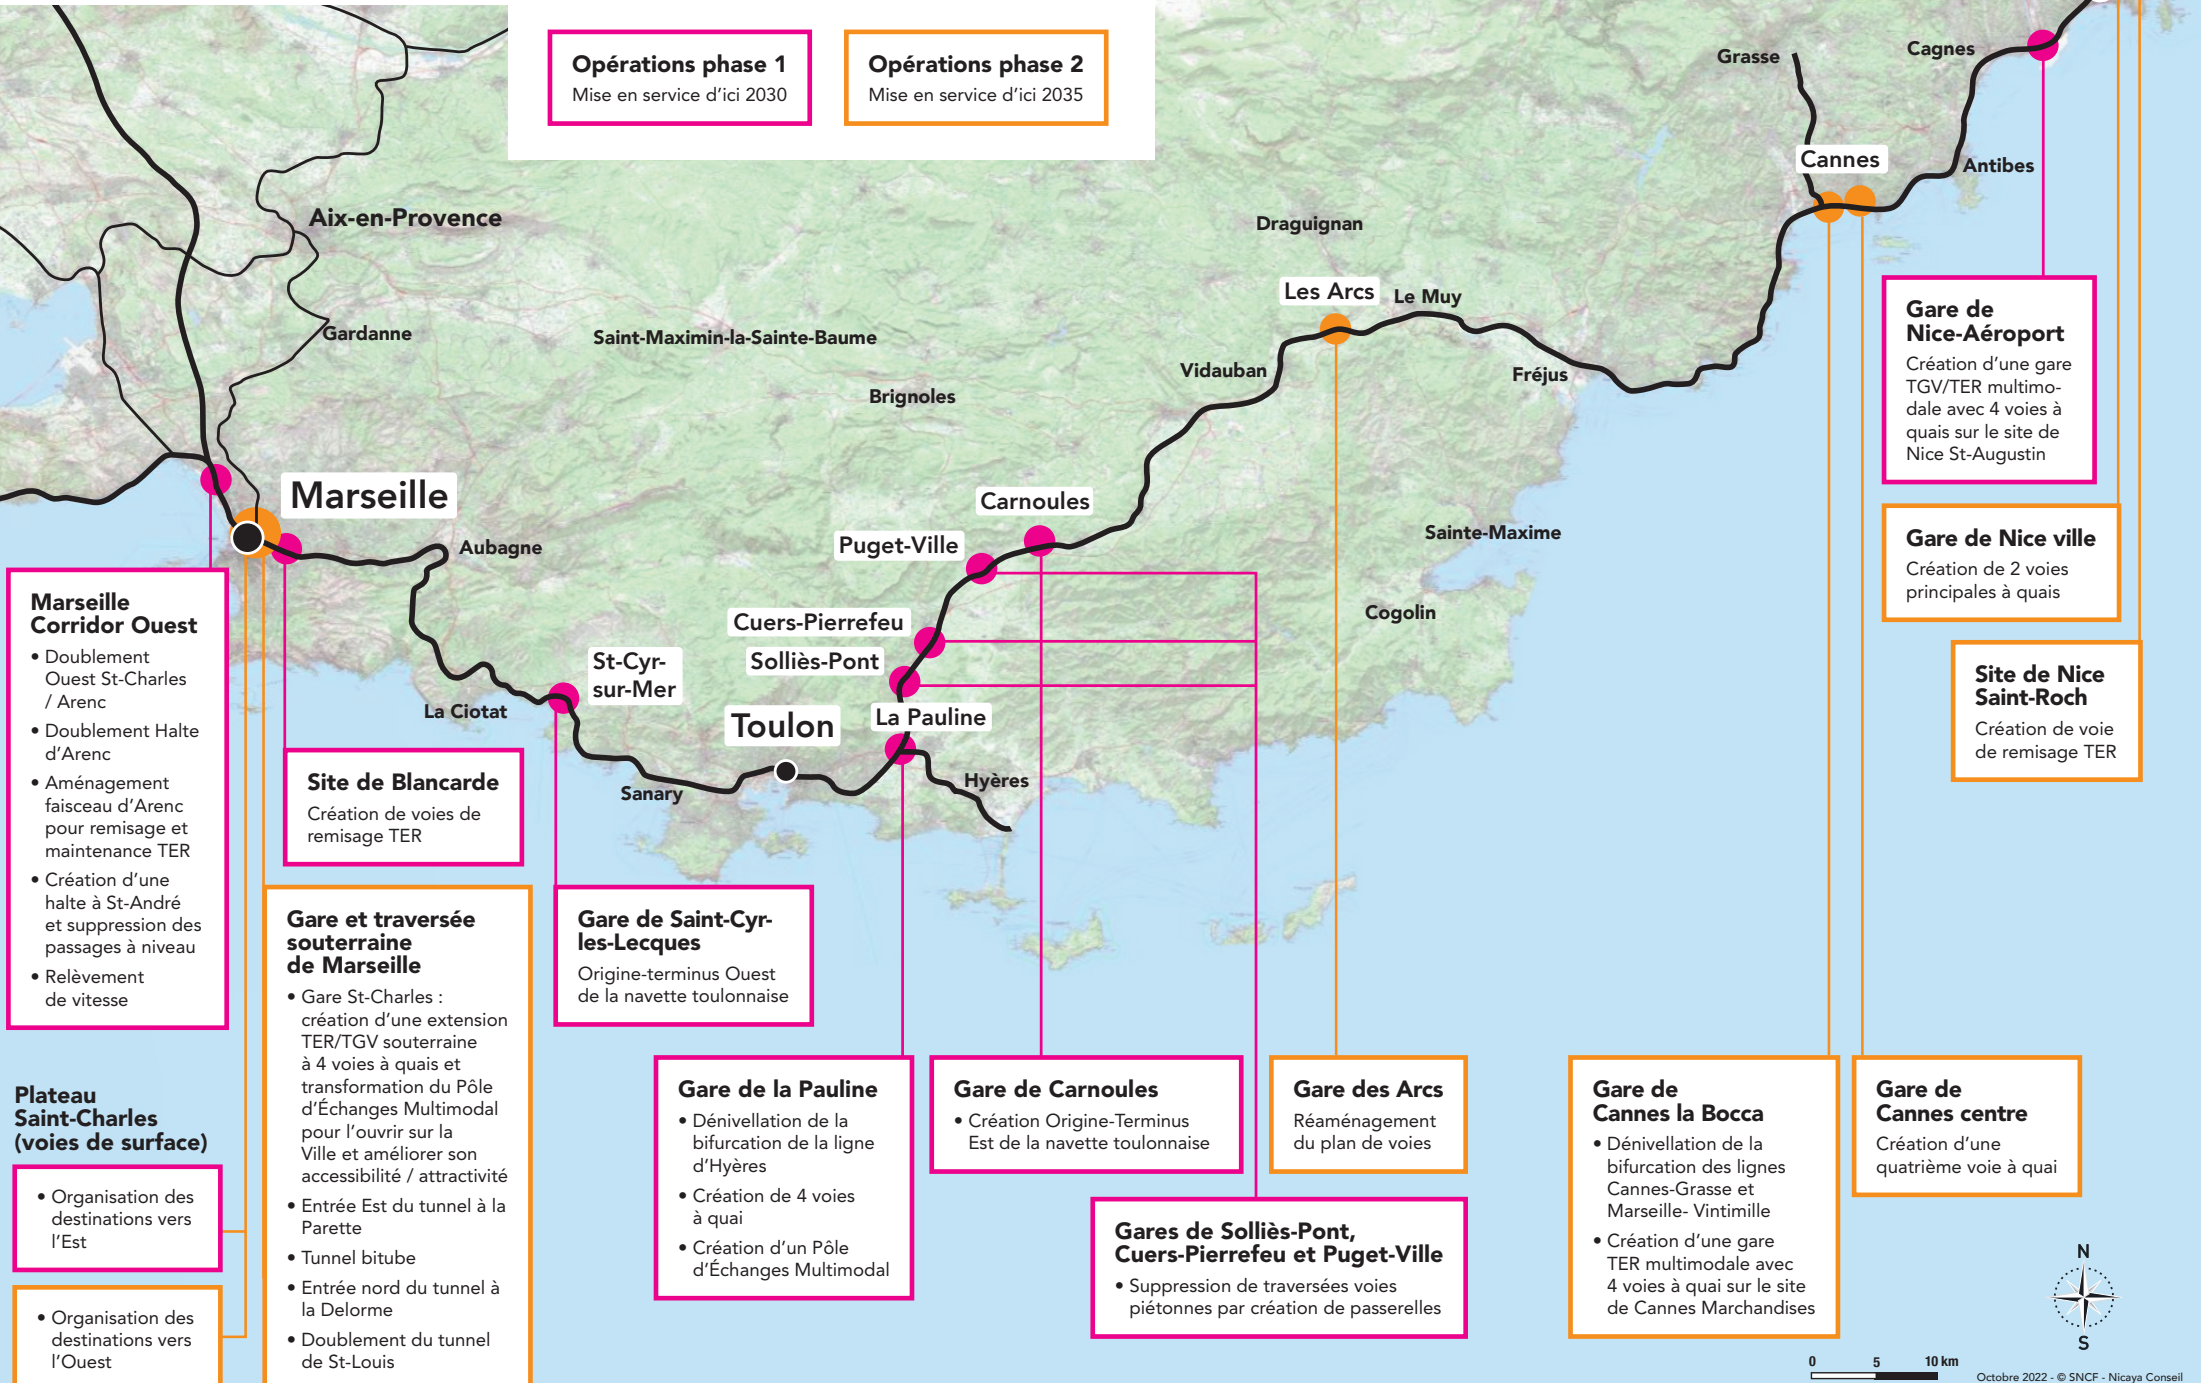 Opérations phase 1
Mise en service d'ici 2030
Opérations phase 2
Mise en service d'ici 2035
Grasse
Cagnes
Cannes
Antibes
Aix-en-Provence
Draguignan
Les Arcs
Le Muy
Gardanne
Saint-Maximin-la-Sainte-Baume
Vidauban
Fréjus
Brignoles
Marseille
Carnoules
Aubagne
Puget-Ville
Sainte-Maxime
Cuers-Pierrefeu
Cogolin
Solliès-Pont
St-Cyr-
sur-Mer
La Ciotat
Toulon
La Pauline
Sanary
Hyères
Gare de
Nice-Aéroport
Création d'une gare
TGV/TER multimo-
dale avec 4 voies à
quais sur le site de
Nice St-Augustin
Gare de Nice ville
Création de 2 voies
principales à quais
Site de Nice
Saint-Roch
Création de voie
de remisage TER
Marseille
Corridor Ouest
• Doublement
Ouest St-Charles
/ Arenc
• Doublement Halte
d'Arenc
• Aménagement
faisceau d'Arenc
pour remisage et
maintenance TER
• Création d'une
halte à St-André
et suppression des
passages à niveau
• Relèvement
de vitesse
Site de Blancarde
Création de voies de
remisage TER
Plateau
Saint-Charles
(voies de surface)
• Organisation des
destinations vers
l'Est
• Organisation des
destinations vers
l'Ouest
Gare et traversée
souterraine
de Marseille
• Gare St-Charles :
création d'une extension
TER/TGV souterraine
à 4 voies à quais et
transformation du Pôle
d'Échanges Multimodal
pour l'ouvrir sur la
Ville et améliorer son
accessibilité / attractivité
• Entrée Est du tunnel à la
Parette
• Tunnel bitube
• Entrée nord du tunnel à
la Delorme
• Doublement du tunnel
de St-Louis
Gare de Saint-Cyr-
les-Lecques
Origine-terminus Ouest
de la navette toulonnaise
Gare de la Pauline
• Dénivellation de la
bifurcation de la ligne
d'Hyères
• Création de 4 voies
à quai
• Création d'un Pôle
d'Échanges Multimodal
Gare de Carnoules
• Création Origine-Terminus
Est de la navette toulonnaise
Gares de Solliès-Pont,
Cuers-Pierrefeu et Puget-Ville
• Suppression de traversées voies
piétonnes par création de passerelles
Gare des Arcs
Réaménagement
du plan de voies
Gare de
Cannes la Bocca
• Dénivellation de la
bifurcation des lignes
Cannes-Grasse et
Marseille- Vintimille
• Création d'une gare
TER multimodale avec
4 voies à quai sur le site
de Cannes Marchandises
Gare de
Cannes centre
Création d'une
quatrième voie à quai
N
S
0 5 10 km
Octobre 2022 - © SNCF - Nicaya Conseil